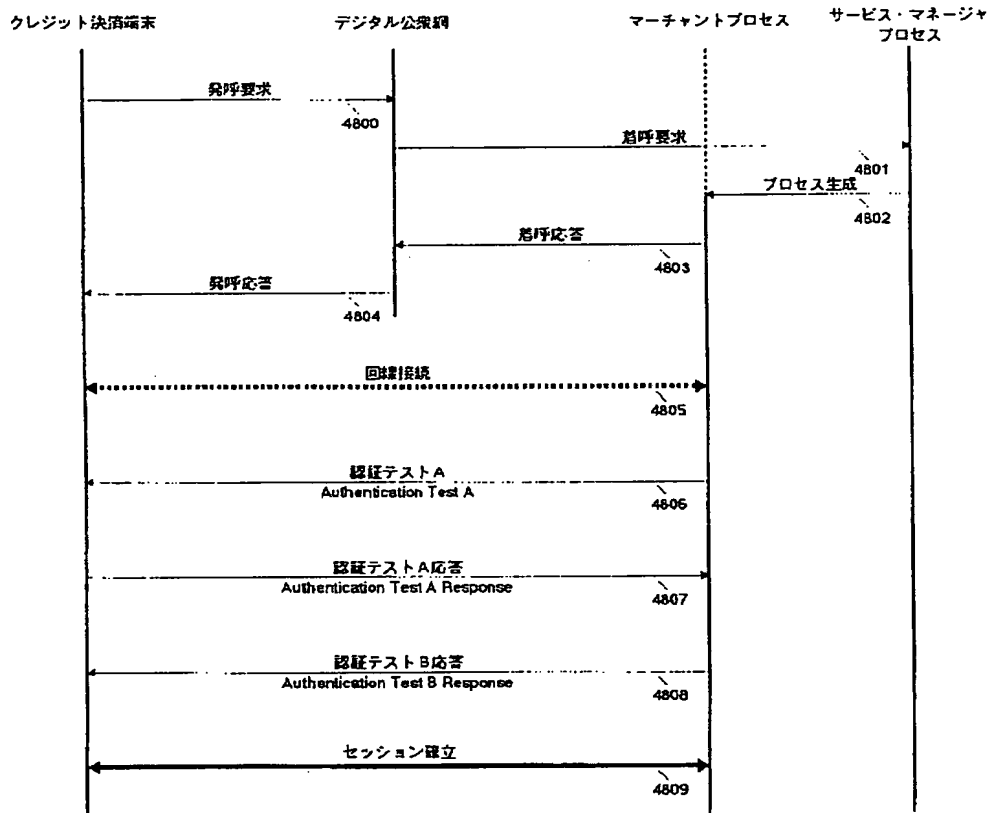 クレジット決済端末
デジタル公衆網
マーチャントプロセス
サービス・マネージャ
プロセス
発呼要求
4800
着呼要求
4801
プロセス生成
4802
着呼応答
4803
発呼応答
4804
回線接続
4805
認証テストA
Authentication Test A
4806
認証テストA応答
Authentication Test A Response
4807
認証テストB応答
Authentication Test B Response
4808
セッション確立
4809